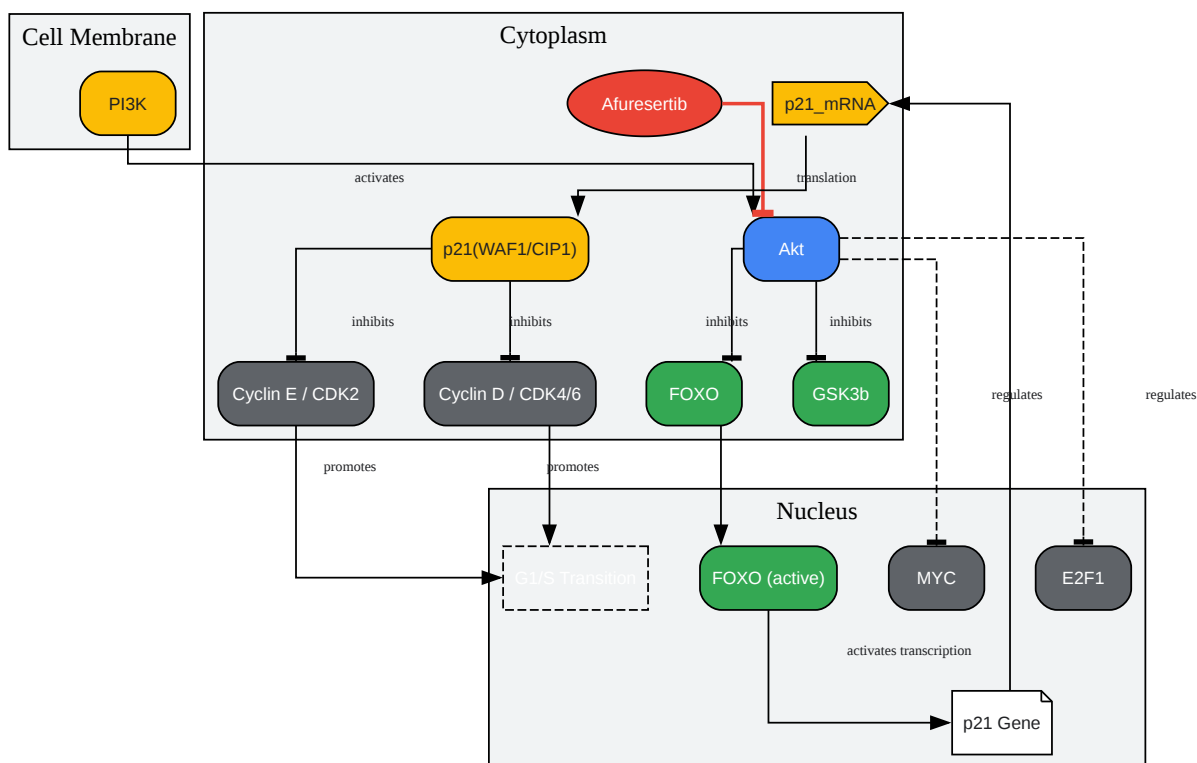 Cell Membrane
Cytoplasm
PI3K
Afuresertib
p21_mRNA
activates
translation
p21(WAF1/CIP1)
Akt
inhibits
inhibits
inhibits
inhibits
Cyclin E / CDK2
Cyclin D / CDK4/6
FOXO
GSK3b
regulates
regulates
promotes
promotes
Nucleus
G1/S Transition
FOXO (active)
MYC
E2F1
activates transcription
p21 Gene